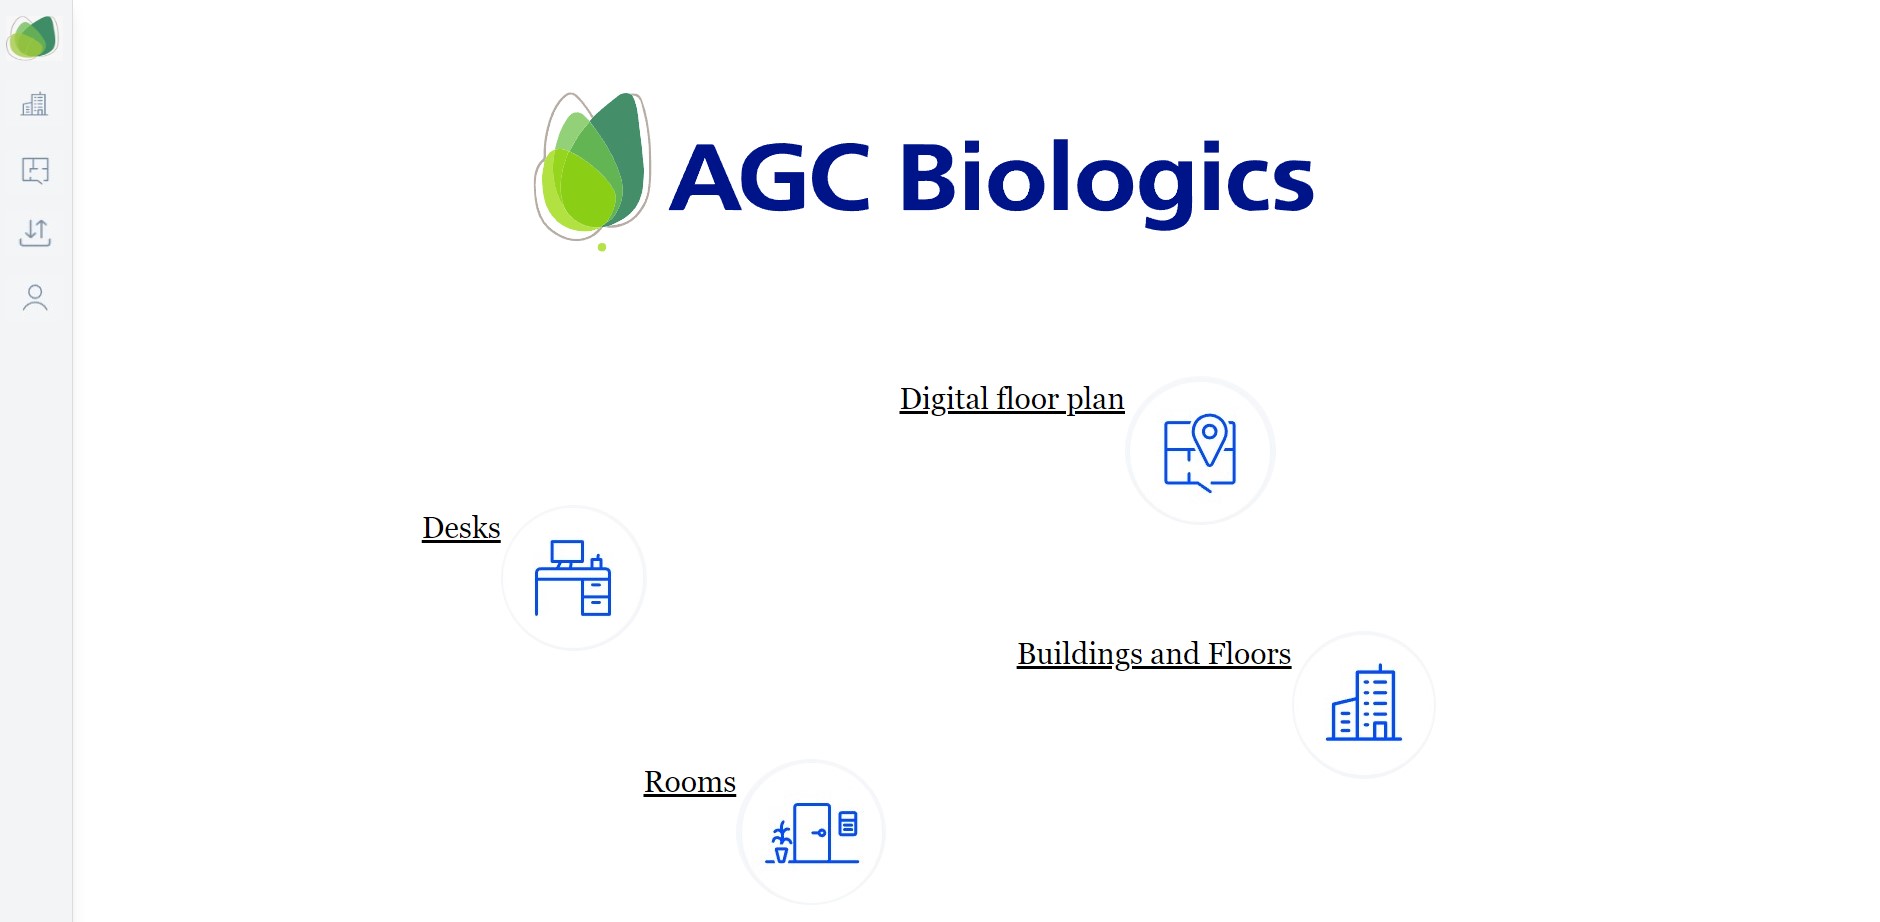 AGC Biologics
Digital floor plan
Desks
Buildings and Floors
Rooms